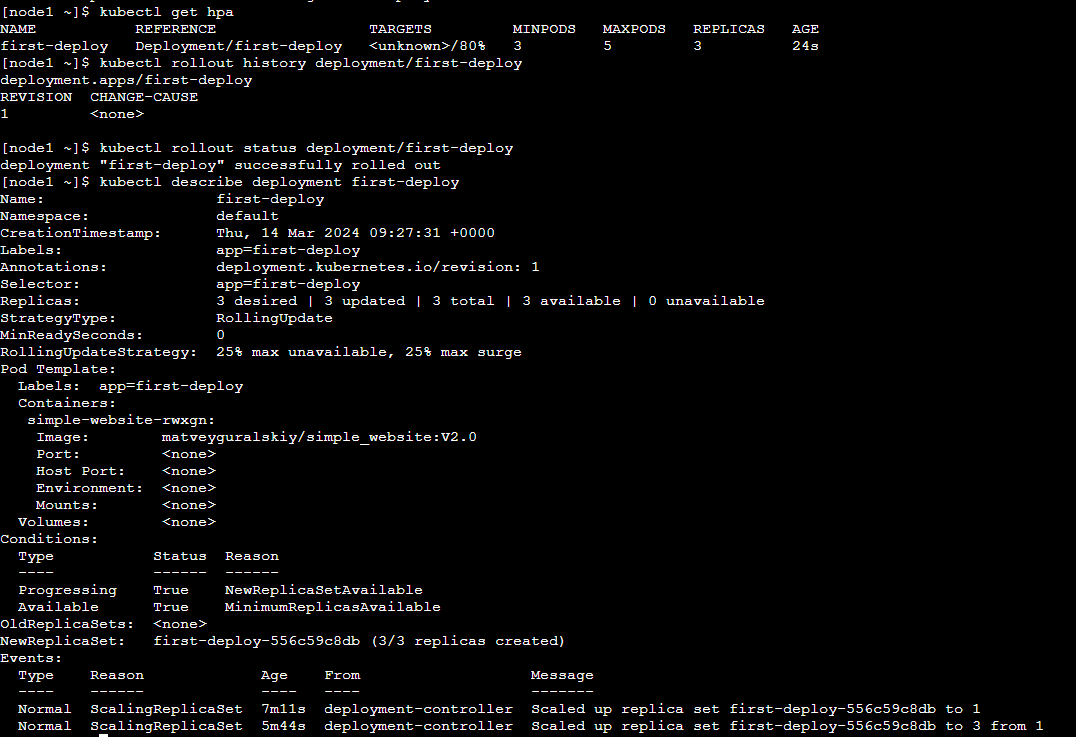 [node1 ~]$ kubectl get hpa
NAME           REFERENCE                 TARGETS         MINPODS   MAXPODS   REPLICAS   AGE
first-deploy   Deployment/first-deploy   <unknown>/80%   3         5         3          24s
[node1 ~]$ kubectl rollout history deployment/first-deploy
deployment.apps/first-deploy
REVISION  CHANGE-CAUSE
1         <none>
[node1 ~]$ kubectl rollout status deployment/first-deploy
deployment "first-deploy" successfully rolled out
[node1 ~]$ kubectl describe deployment first-deploy
Name:                   first-deploy
Namespace:              default
CreationTimestamp:      Thu, 14 Mar 2024 09:27:31 +0000
Labels:                 app=first-deploy
Annotations:            deployment.kubernetes.io/revision: 1
Selector:               app=first-deploy
Replicas:               3 desired | 3 updated | 3 total | 3 available | 0 unavailable
StrategyType:           RollingUpdate
MinReadySeconds:        0
RollingUpdateStrategy:  25% max unavailable, 25% max surge
Pod Template:
  Labels:  app=first-deploy
  Containers:
   simple-website-rwxgn:
    Image:        matveyguralskiy/simple_website:V2.0
    Port:         <none>
    Host Port:    <none>
    Environment:  <none>
    Mounts:       <none>
  Volumes:        <none>
Conditions:
  Type           Status  Reason
  ----           ------  ------
  Progressing    True    NewReplicaSetAvailable
  Available      True    MinimumReplicasAvailable
OldReplicaSets:  <none>
NewReplicaSet:   first-deploy-556c59c8db (3/3 replicas created)
Events:
  Type    Reason             Age    From                   Message
  ----    ------             ----   ----                   -------
  Normal  ScalingReplicaSet  7m11s  deployment-controller  Scaled up replica set first-deploy-556c59c8db to 1
  Normal  ScalingReplicaSet  5m44s  deployment-controller  Scaled up replica set first-deploy-556c59c8db to 3 from 1